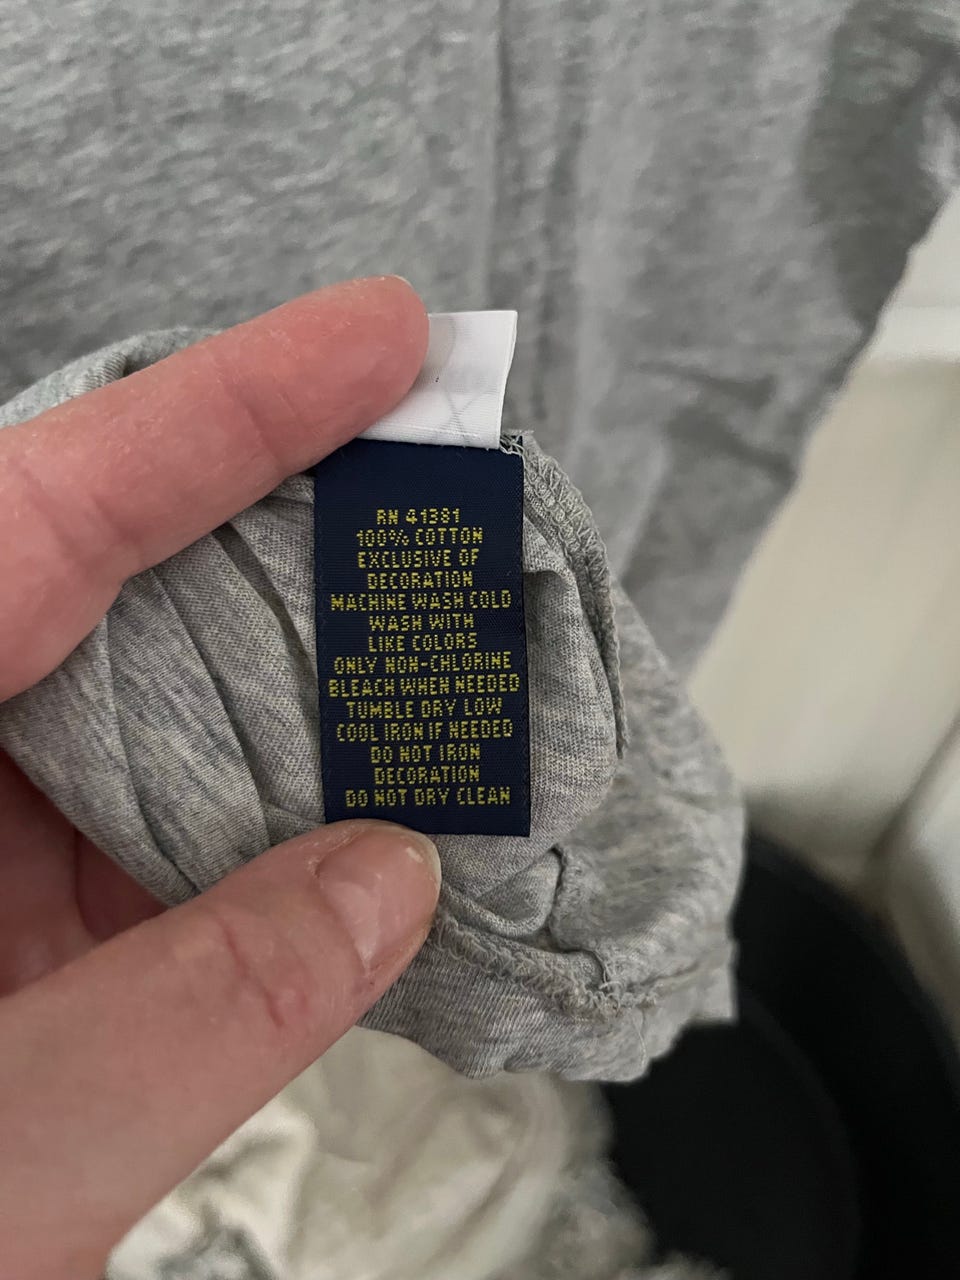 RN 41381
100% COTTON
EXCLUSIVE OF
DECORATION
MACHINE WASH COLD
WASH WITH
LIKE COLORS
ONLY NON-CHLORINE
BLEACH WHEN NEEDED
TUMBLE DRY LOW
COOL IRON IF NEEDED
DO NOT IRON
DECORATION
DO NOT DRY CLEAN